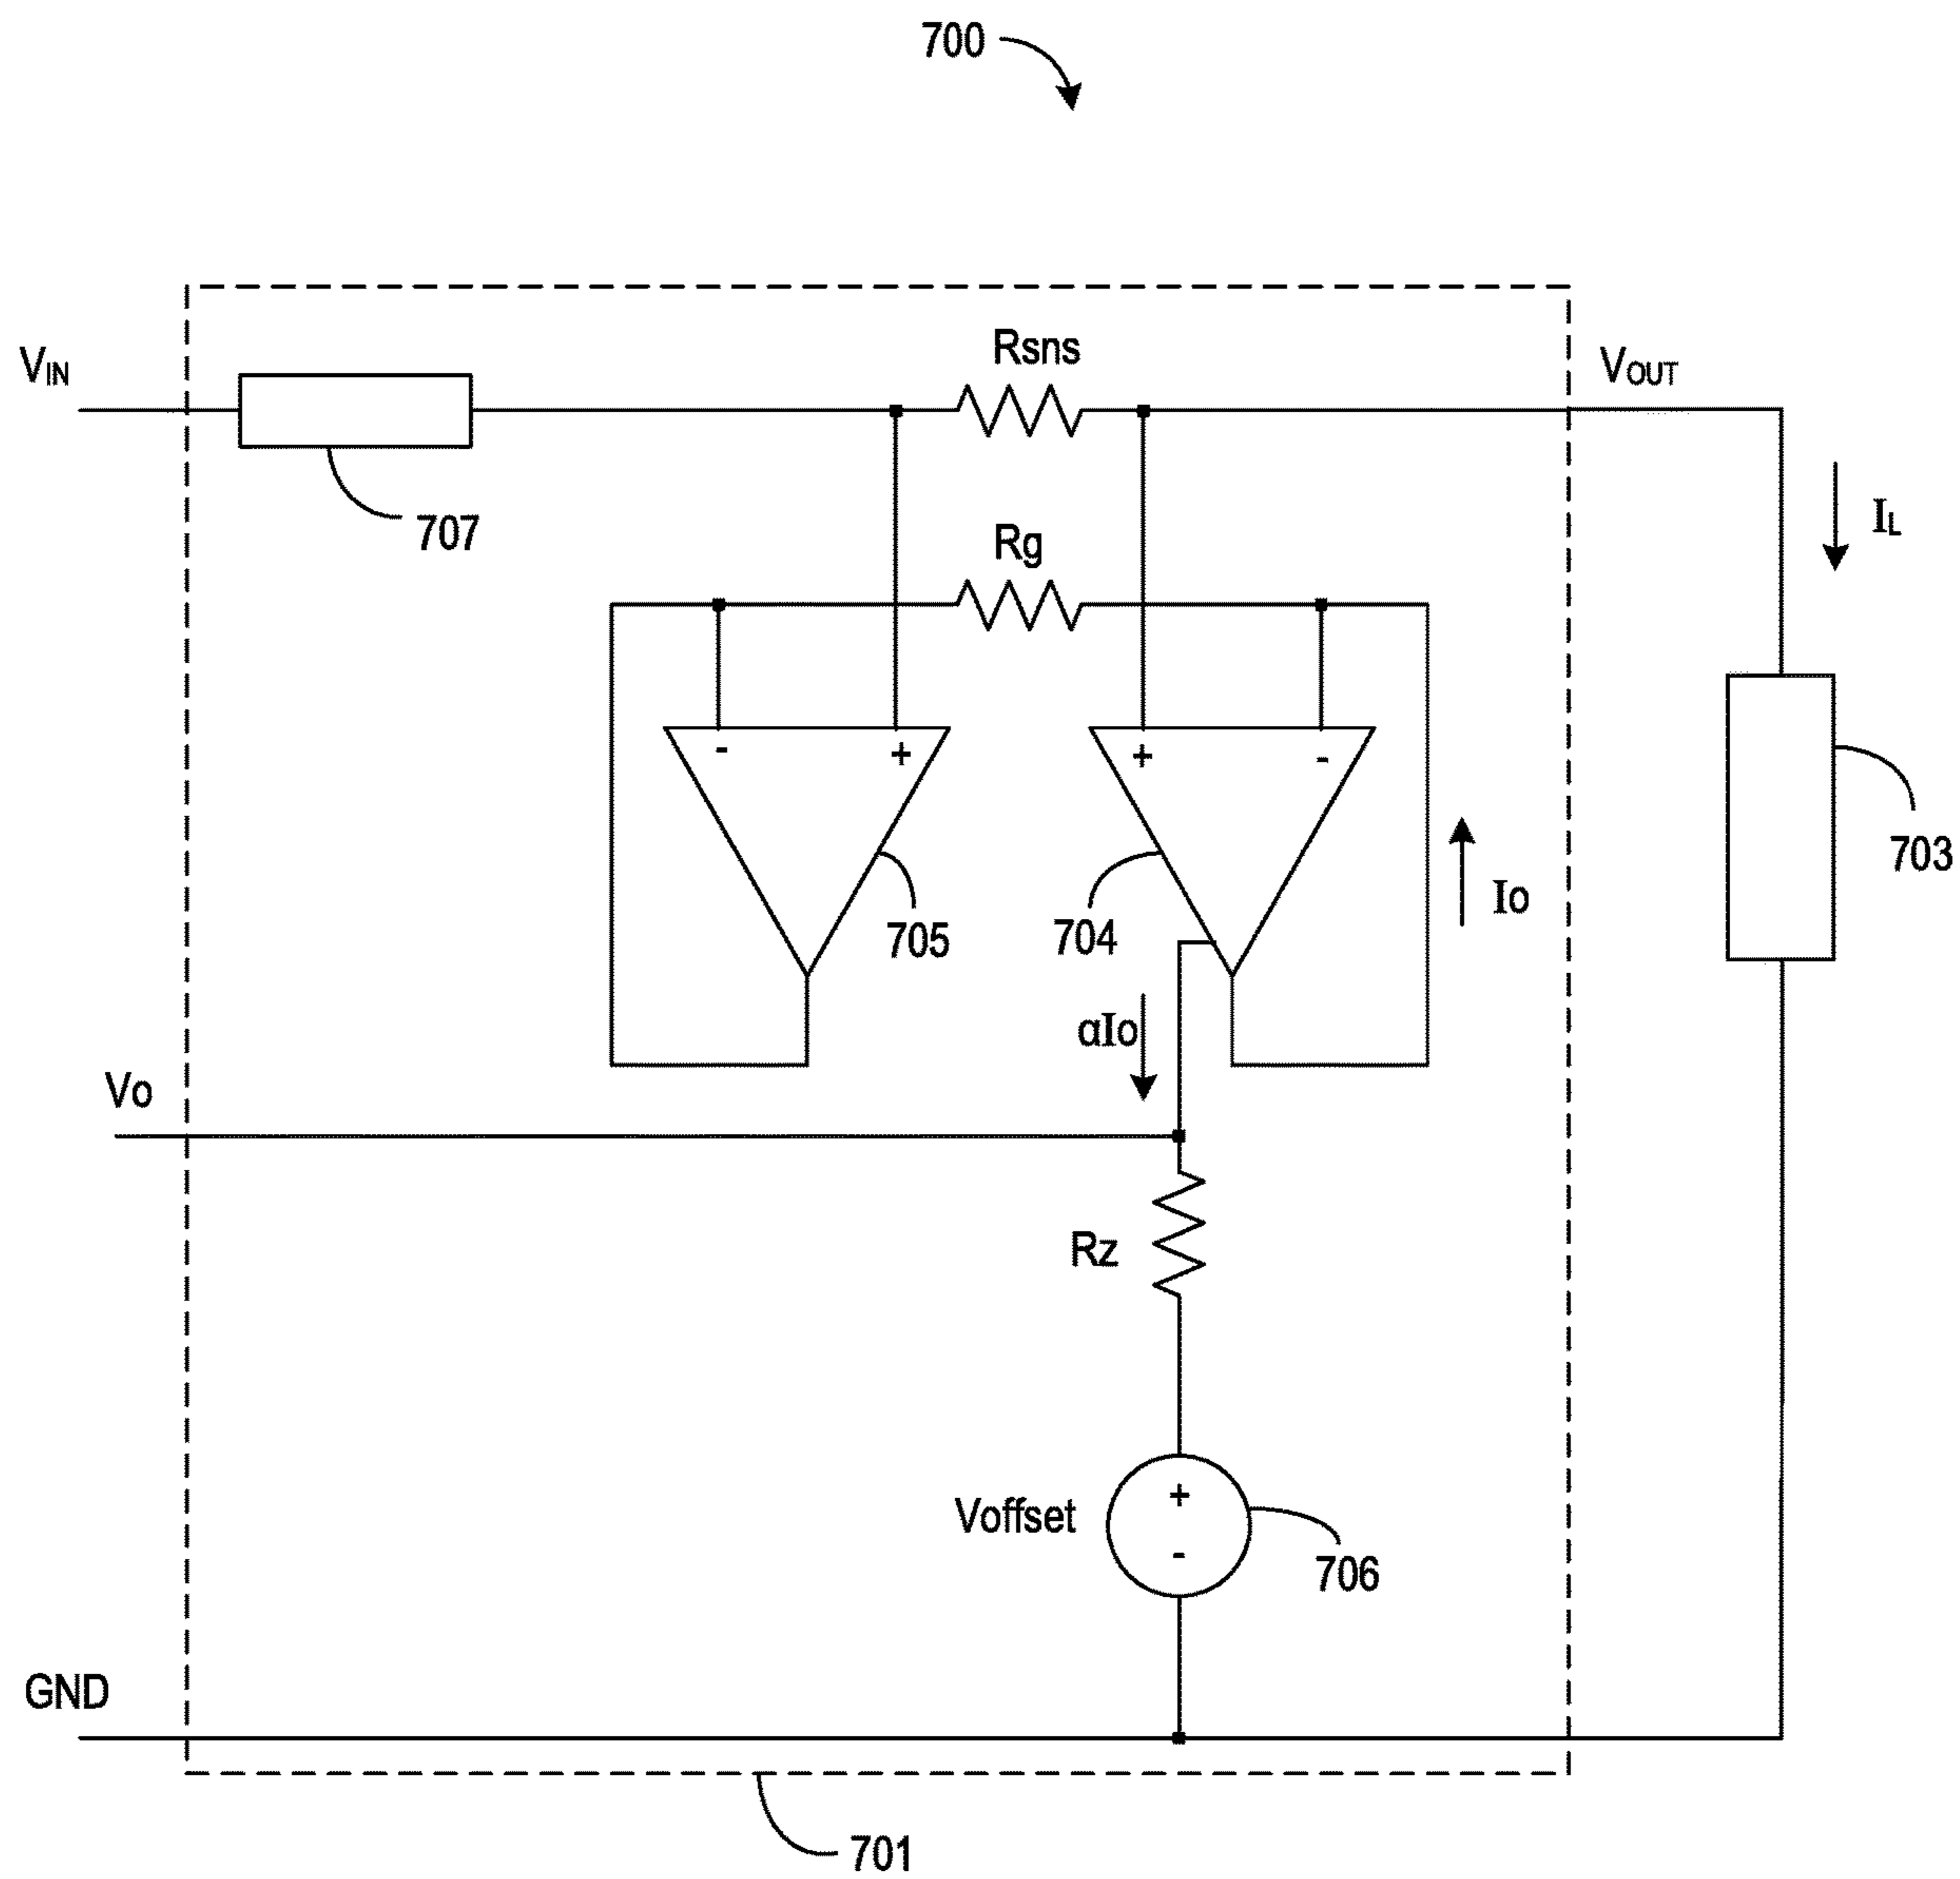 700
Rsns
VIN
VOUT
IL
707
Rg
- + + -
703
705
704
Io
αIo
Vo
Rz
+
Voffset
-
706
GND
701